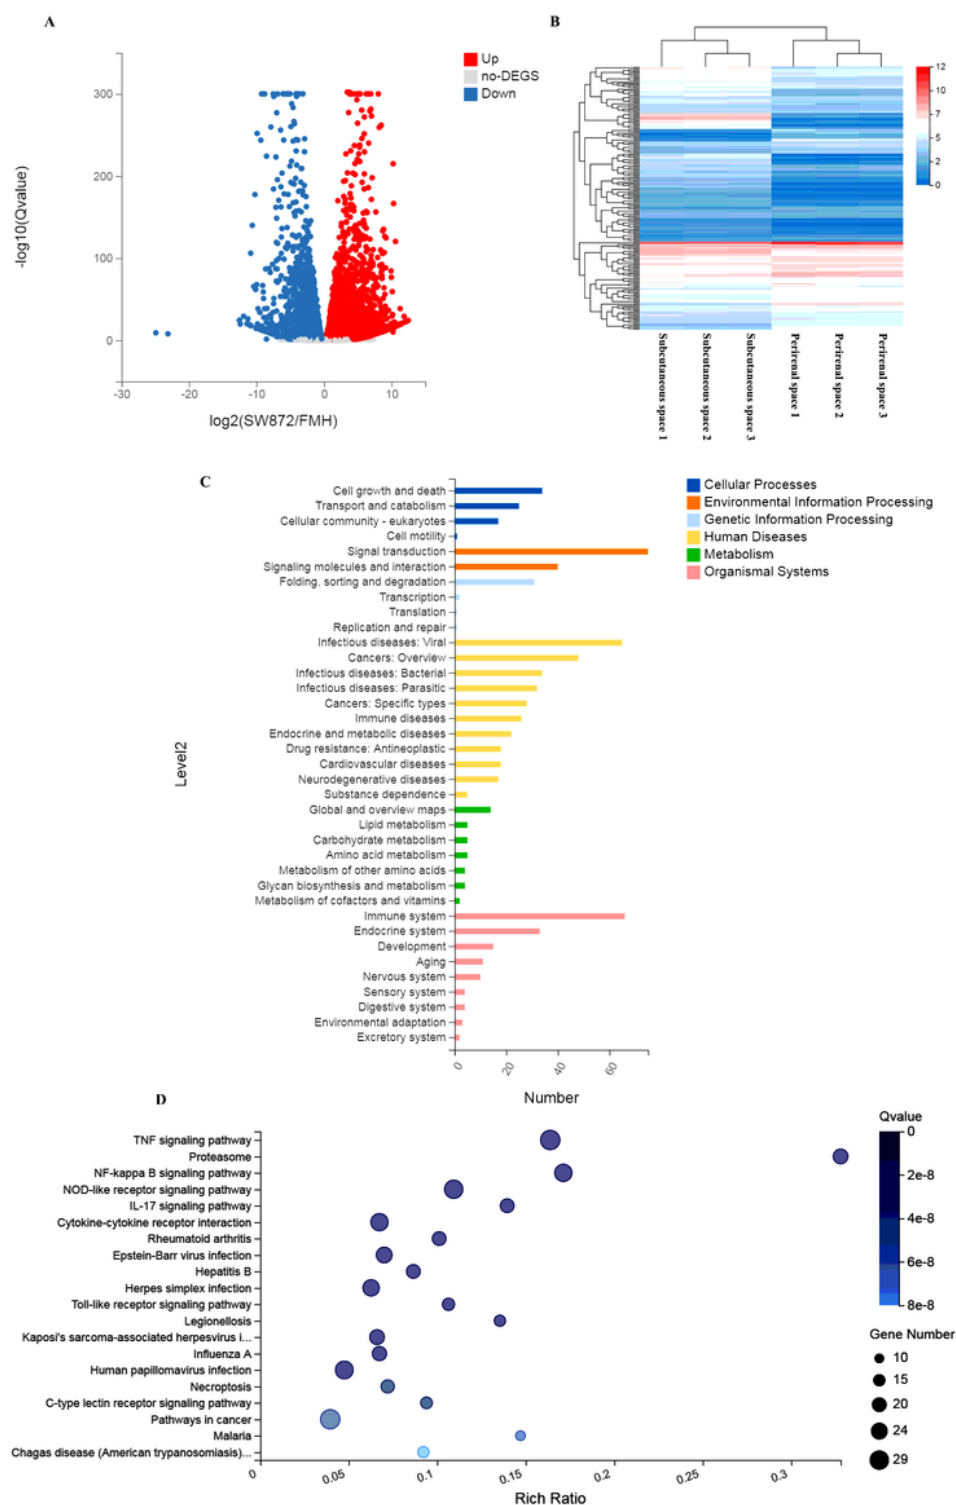 A
-log10(Qvalue)
300
200
100
0
-30
-20
-10
0
10
log2(SW872/FMH)
Up
no-DEGS
Down
B
12
10
7
5
2
0
Subcutaneous space 1
Subcutaneous space 2
Subcutaneous space 3
Perirenal space 1
Perirenal space 2
Perirenal space 3
C
Level2
Cell growth and death
Transport and catabolism
Cellular community - eukaryotes
Cell motility
Signal transduction
Signaling molecules and interaction
Folding, sorting and degradation
Transcription
Translation
Replication and repair
Infectious diseases: Viral
Cancers: Overview
Infectious diseases: Bacterial
Infectious diseases: Parasitic
Cancers: Specific types
Immune diseases
Endocrine and metabolic diseases
Drug resistance: Antineoplastic
Cardiovascular diseases
Neurodegenerative diseases
Substance dependence
Global and overview maps
Lipid metabolism
Carbohydrate metabolism
Amino acid metabolism
Metabolism of other amino acids
Glycan biosynthesis and metabolism
Metabolism of cofactors and vitamins
Immune system
Endocrine system
Development
Aging
Nervous system
Sensory system
Digestive system
Environmental adaptation
Excretory system
0
20
40
60
Number
Cellular Processes
Environmental Information Processing
Genetic Information Processing
Human Diseases
Metabolism
Organismal Systems
D
TNF signaling pathway
Proteasome
NF-kappa B signaling pathway
NOD-like receptor signaling pathway
IL-17 signaling pathway
Cytokine-cytokine receptor interaction
Rheumatoid arthritis
Epstein-Barr virus infection
Hepatitis B
Herpes simplex infection
Toll-like receptor signaling pathway
Legionellosis
Kaposi's sarcoma-associated herpesvirus i...
Influenza A
Human papillomavirus infection
Necroptosis
C-type lectin receptor signaling pathway
Pathways in cancer
Malaria
Chagas disease (American trypanosomiasis)...
0
0.05
0.1
0.15
0.2
0.25
0.3
Rich Ratio
Qvalue
0
2e-8
4e-8
6e-8
8e-8
Gene Number
10
15
20
24
29